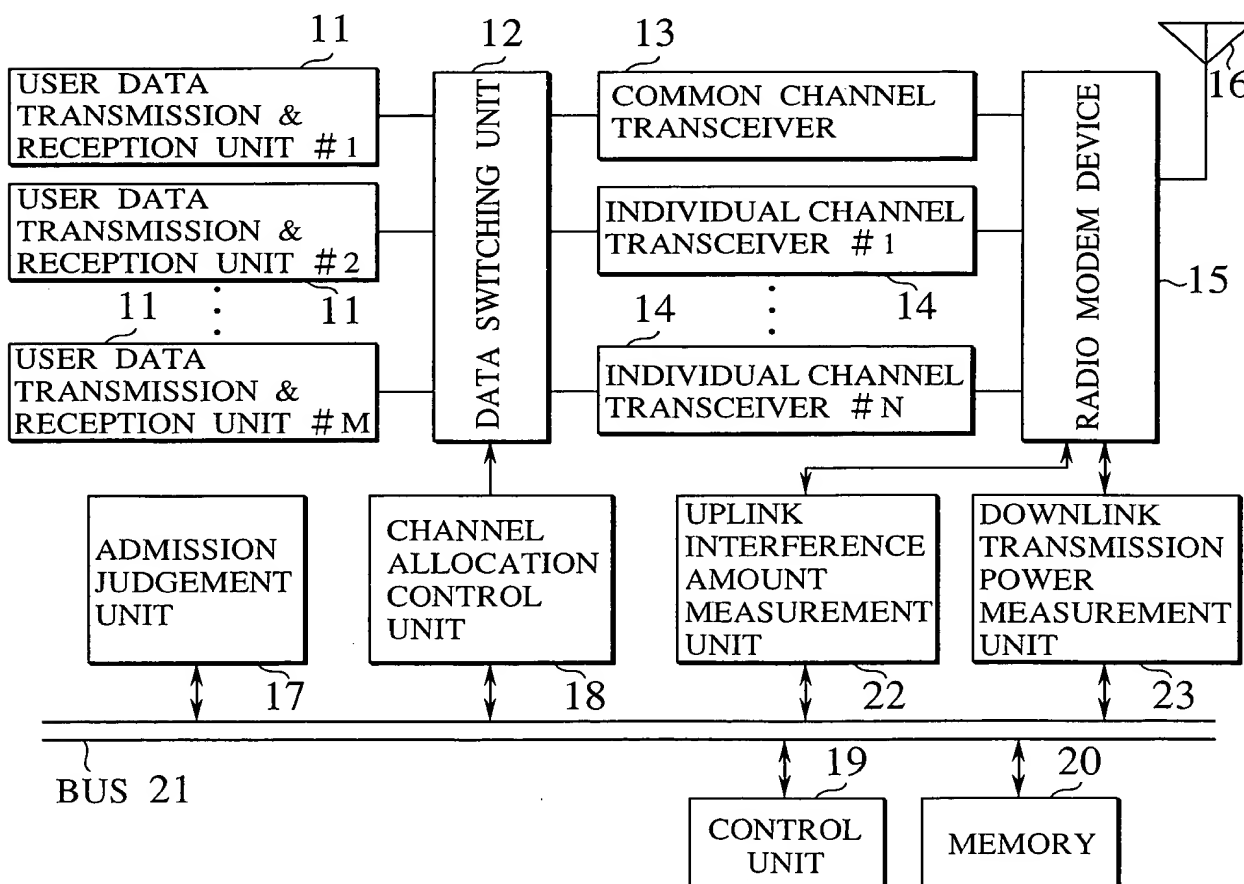 11
12
13
16
USER DATA
TRANSMISSION &
RECEPTION UNIT #1
DATA SWITCHING UNIT
COMMON CHANNEL
TRANSCEIVER
RADIO MODEM DEVICE
USER DATA
TRANSMISSION &
RECEPTION UNIT #2
11
INDIVIDUAL CHANNEL
TRANSCEIVER #1
14
15
11
USER DATA
TRANSMISSION &
RECEPTION UNIT #M
14
INDIVIDUAL CHANNEL
TRANSCEIVER #N
ADMISSION
JUDGEMENT
UNIT
17
CHANNEL
ALLOCATION
CONTROL
UNIT
18
UPLINK
INTERFERENCE
AMOUNT
MEASUREMENT
UNIT
22
DOWNLINK
TRANSMISSION
POWER
MEASUREMENT
UNIT
23
BUS 21
19
CONTROL
UNIT
20
MEMORY